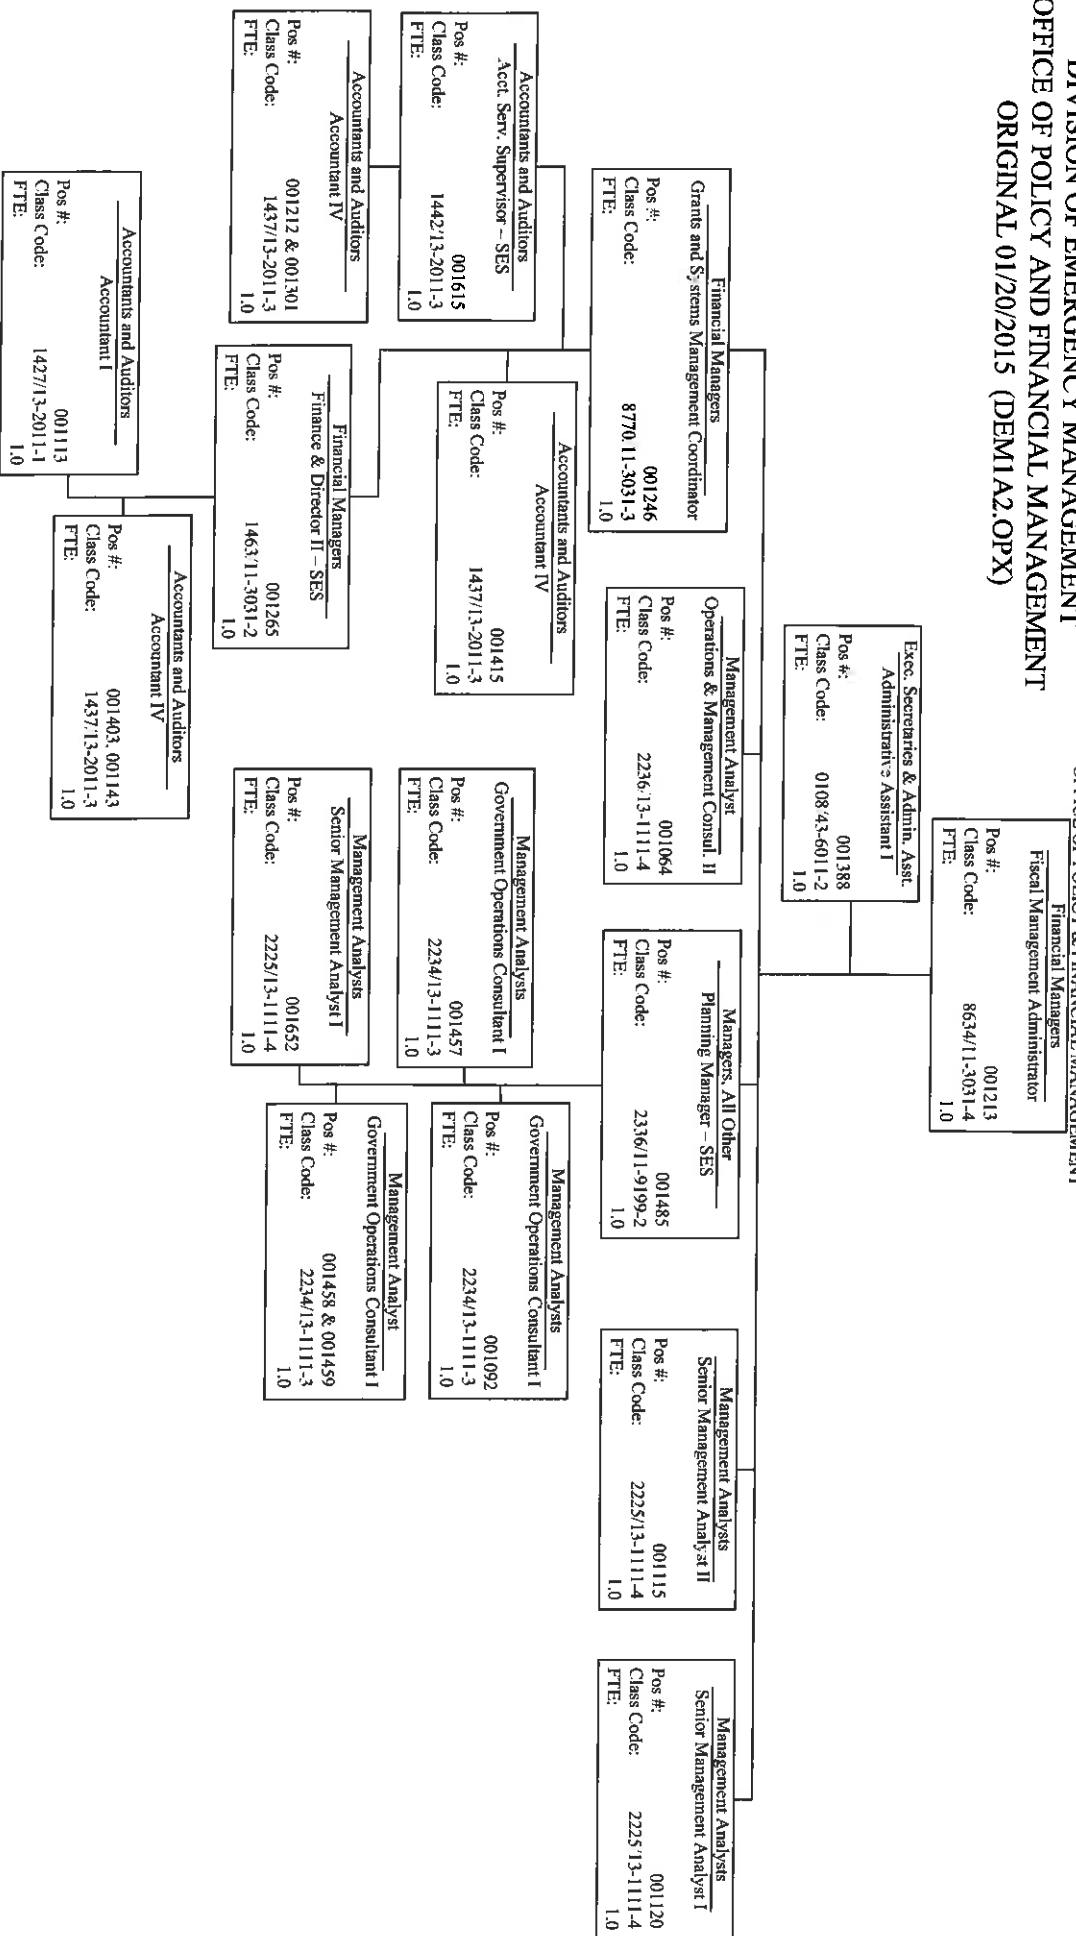 DIVISION OF EMERGENCY MANAGEMENT
OFFICE OF POLICY AND FINANCIAL MANAGEMENT
ORIGINAL 01/20/2015 (DEM1A2.OPX)
OFFICE OF POLICY & FINANCIAL MANAGEMENT
Financial Managers
Fiscal Management Administrator
Pos #: 001213
Class Code: 8634/11-3031-4
FTE: 1.0
Exec. Secretaries & Admin. Asst.
Administrative Assistant I
Pos #: 001388
Class Code: 0108/43-6011-2
FTE: 1.0
Financial Managers
Grants and Systems Management Coordinator
Pos #: 001246
Class Code: 8770/11-3031-3
FTE: 1.0
Management Analyst
Operations & Management Consul. II
Pos #: 001064
Class Code: 2236/13-1111-4
FTE: 1.0
Managers, All Other
Planning Manager – SES
Pos #: 001485
Class Code: 2336/11-9199-2
FTE: 1.0
Management Analysts
Senior Management Analyst II
Pos #: 001115
Class Code: 2225/13-1111-4
FTE: 1.0
Management Analysts
Senior Management Analyst I
Pos #: 001120
Class Code: 2225/13-1111-4
FTE: 1.0
Accountants and Auditors
Acct. Serv. Supervisor – SES
Pos #: 001615
Class Code: 1442/13-2011-3
FTE: 1.0
Accountants and Auditors
Accountant IV
Pos #: 001415
Class Code: 1437/13-2011-3
FTE: 1.0
Management Analysts
Government Operations Consultant I
Pos #: 001457
Class Code: 2234/13-1111-3
FTE: 1.0
Management Analysts
Government Operations Consultant I
Pos #: 001092
Class Code: 2234/13-1111-3
FTE: 1.0
Accountants and Auditors
Accountant IV
Pos #: 001212 & 001301
Class Code: 1437/13-2011-3
FTE: 1.0
Financial Managers
Finance & Director II – SES
Pos #: 001265
Class Code: 1463/11-3031-2
FTE: 1.0
Management Analysts
Senior Management Analyst I
Pos #: 001652
Class Code: 2225/13-1111-4
FTE: 1.0
Management Analyst
Government Operations Consultant I
Pos #: 001458 & 001459
Class Code: 2234/13-1111-3
FTE: 1.0
Accountants and Auditors
Accountant I
Pos #: 001113
Class Code: 1427/13-2011-1
FTE: 1.0
Accountants and Auditors
Accountant IV
Pos #: 001403, 001143
Class Code: 1437/13-2011-3
FTE: 1.0